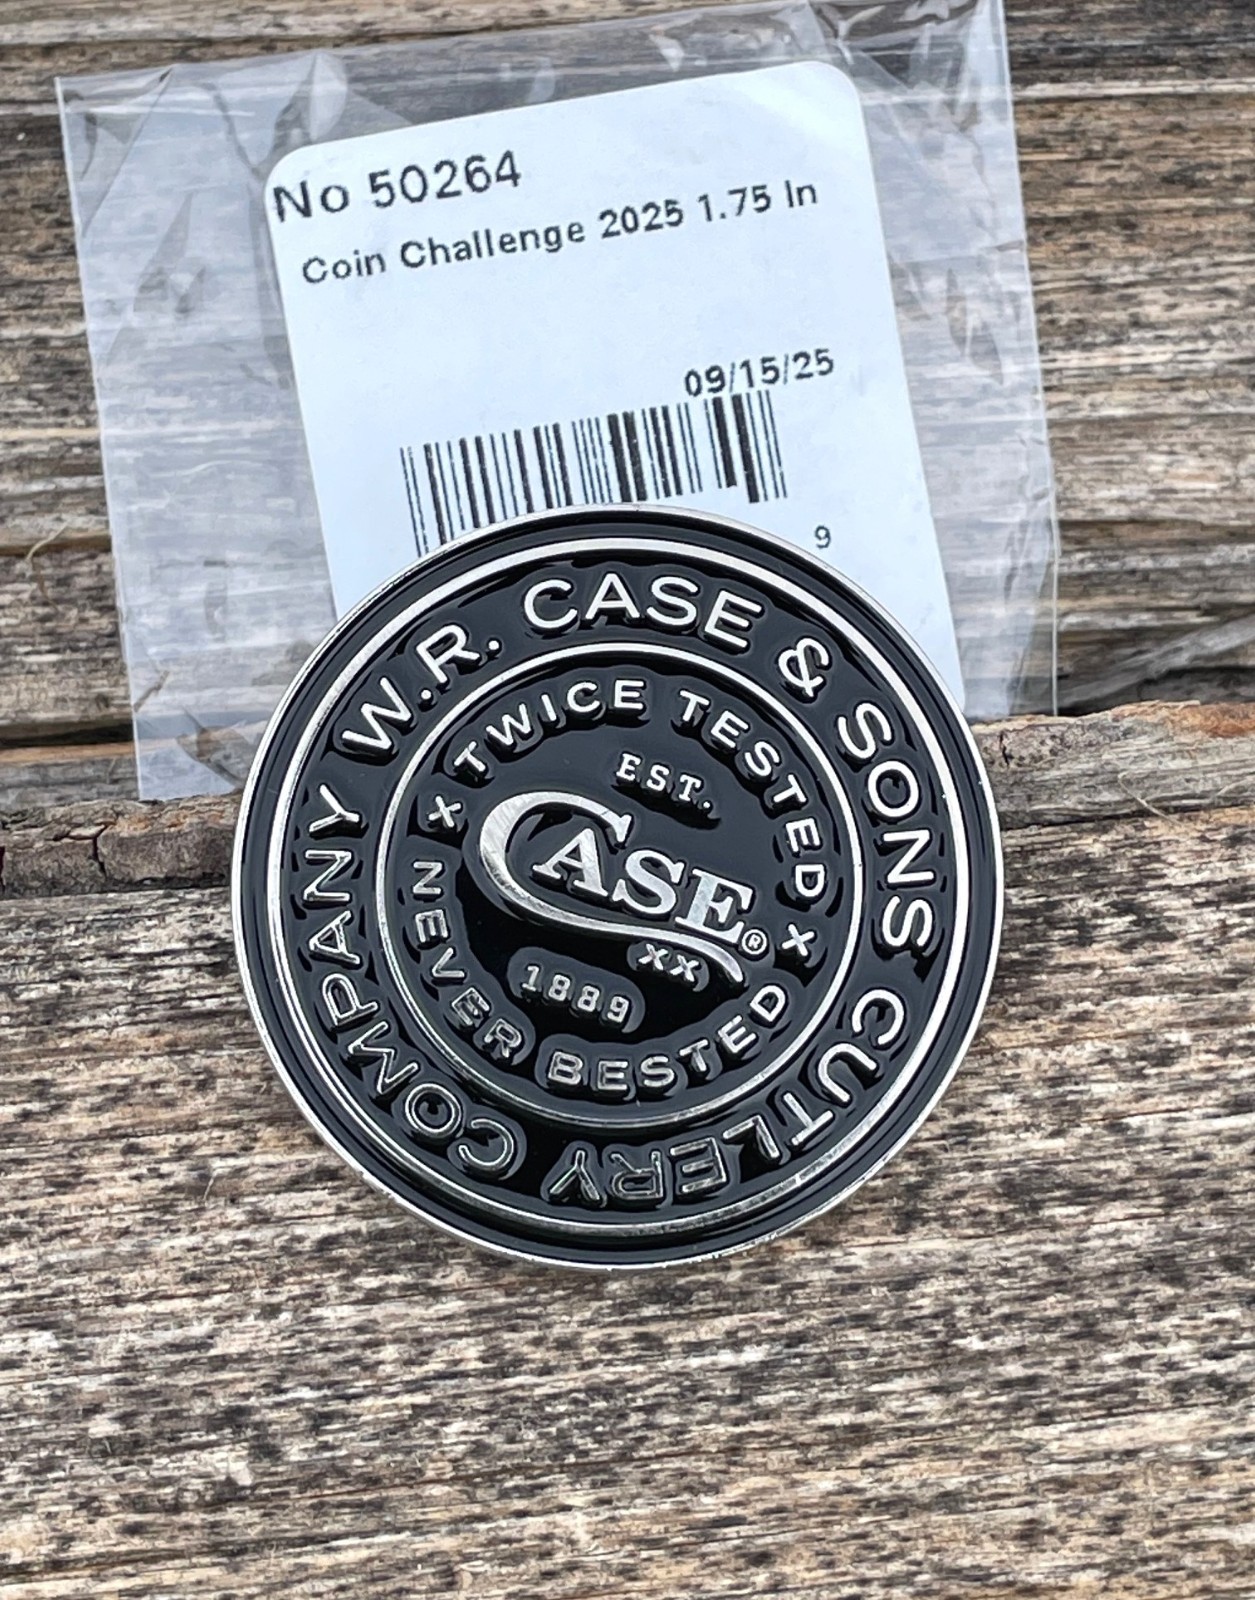 No 50264
Coin Challenge 2025 1.75 In
09/15/25
9
W.R. CASE & SONS CUTLERY COMPANY
X TWICE TESTED X NEVER BESTED
EST.
CASE®
XX
1889